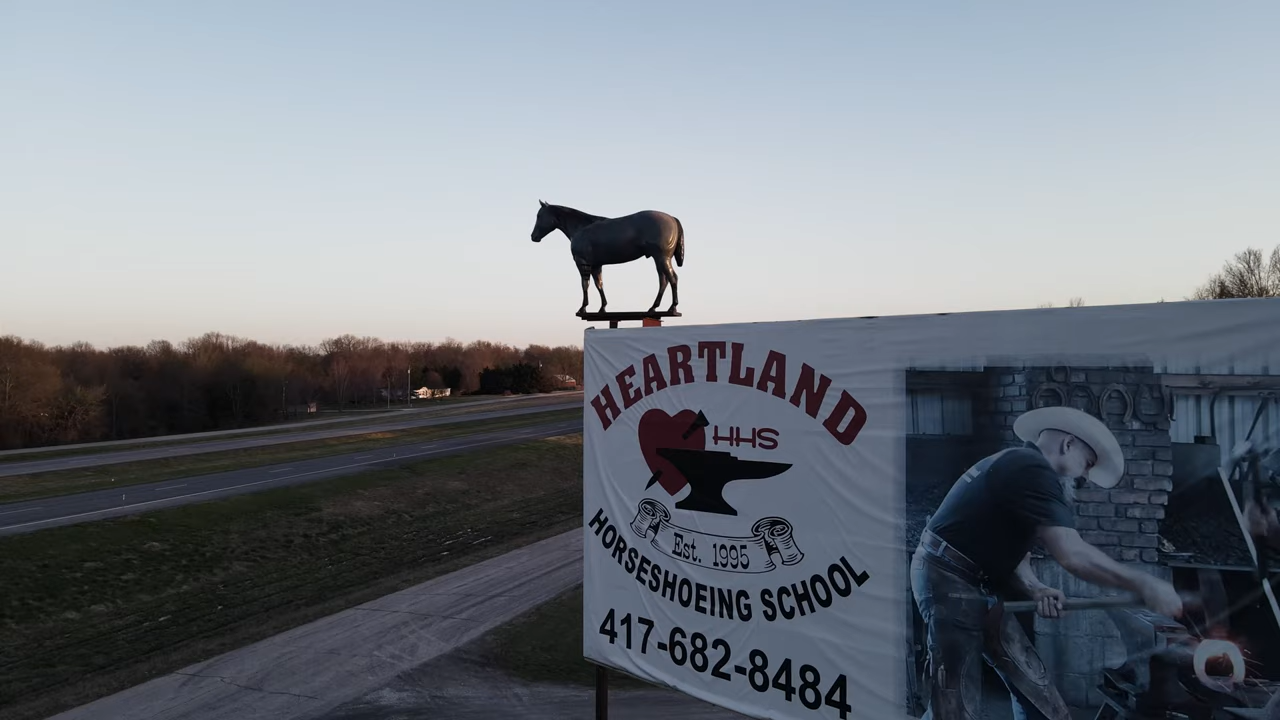 HEARTLAND
HHS
Est. 1995
HORSESHOEING SCHOOL
417-682-8484